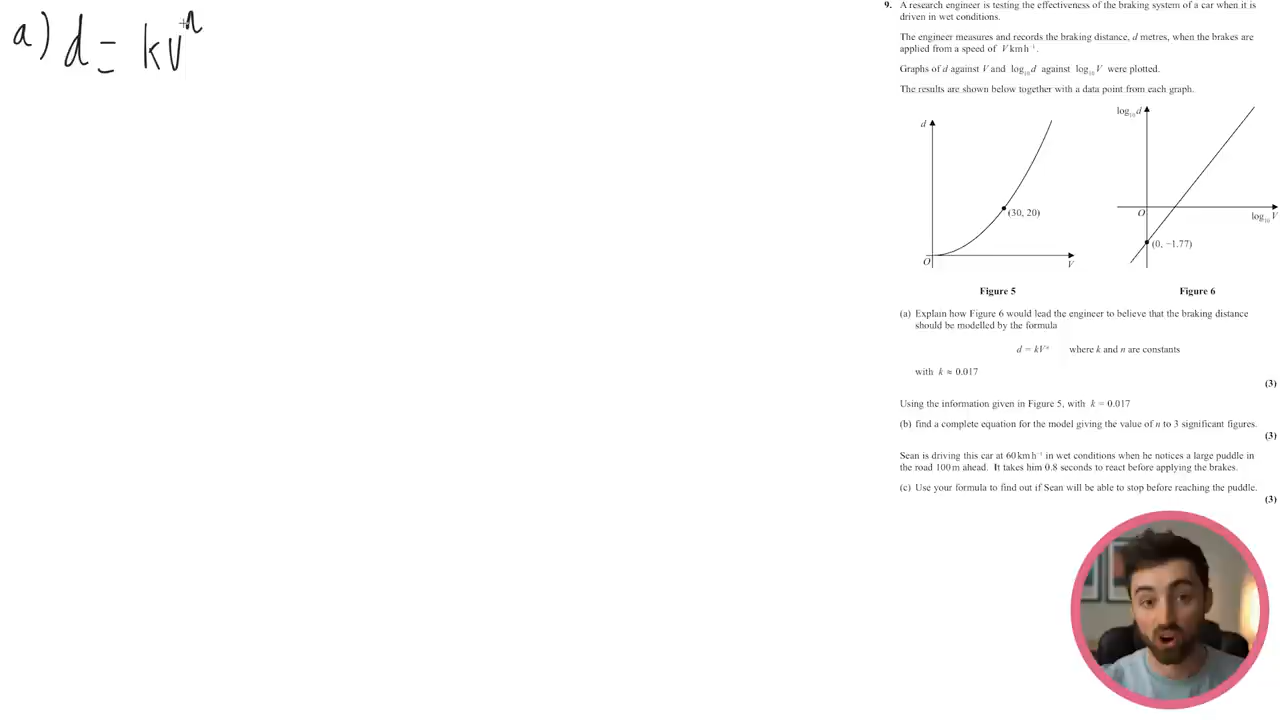 a) d = kVⁿ
9. A research engineer is testing the effectiveness of the braking system of a car when it is
driven in wet conditions.
The engineer measures and records the braking distance, d metres, when the brakes are
applied from a speed of V km h⁻¹.
Graphs of d against V and log₁₀ d against log₁₀ V were plotted.
The results are shown below together with a data point from each graph.
d
(30, 20)
O
V
Figure 5
log₁₀ d
O
log₁₀ V
(0, −1.77)
Figure 6
(a) Explain how Figure 6 would lead the engineer to believe that the braking distance
should be modelled by the formula
d = kVⁿ where k and n are constants
with k ≈ 0.017
(3)
Using the information given in Figure 5, with k = 0.017
(b) find a complete equation for the model giving the value of n to 3 significant figures.
(3)
Sean is driving this car at 60 km h⁻¹ in wet conditions when he notices a large puddle in
the road 100 m ahead. It takes him 0.8 seconds to react before applying the brakes.
(c) Use your formula to find out if Sean will be able to stop before reaching the puddle.
(3)